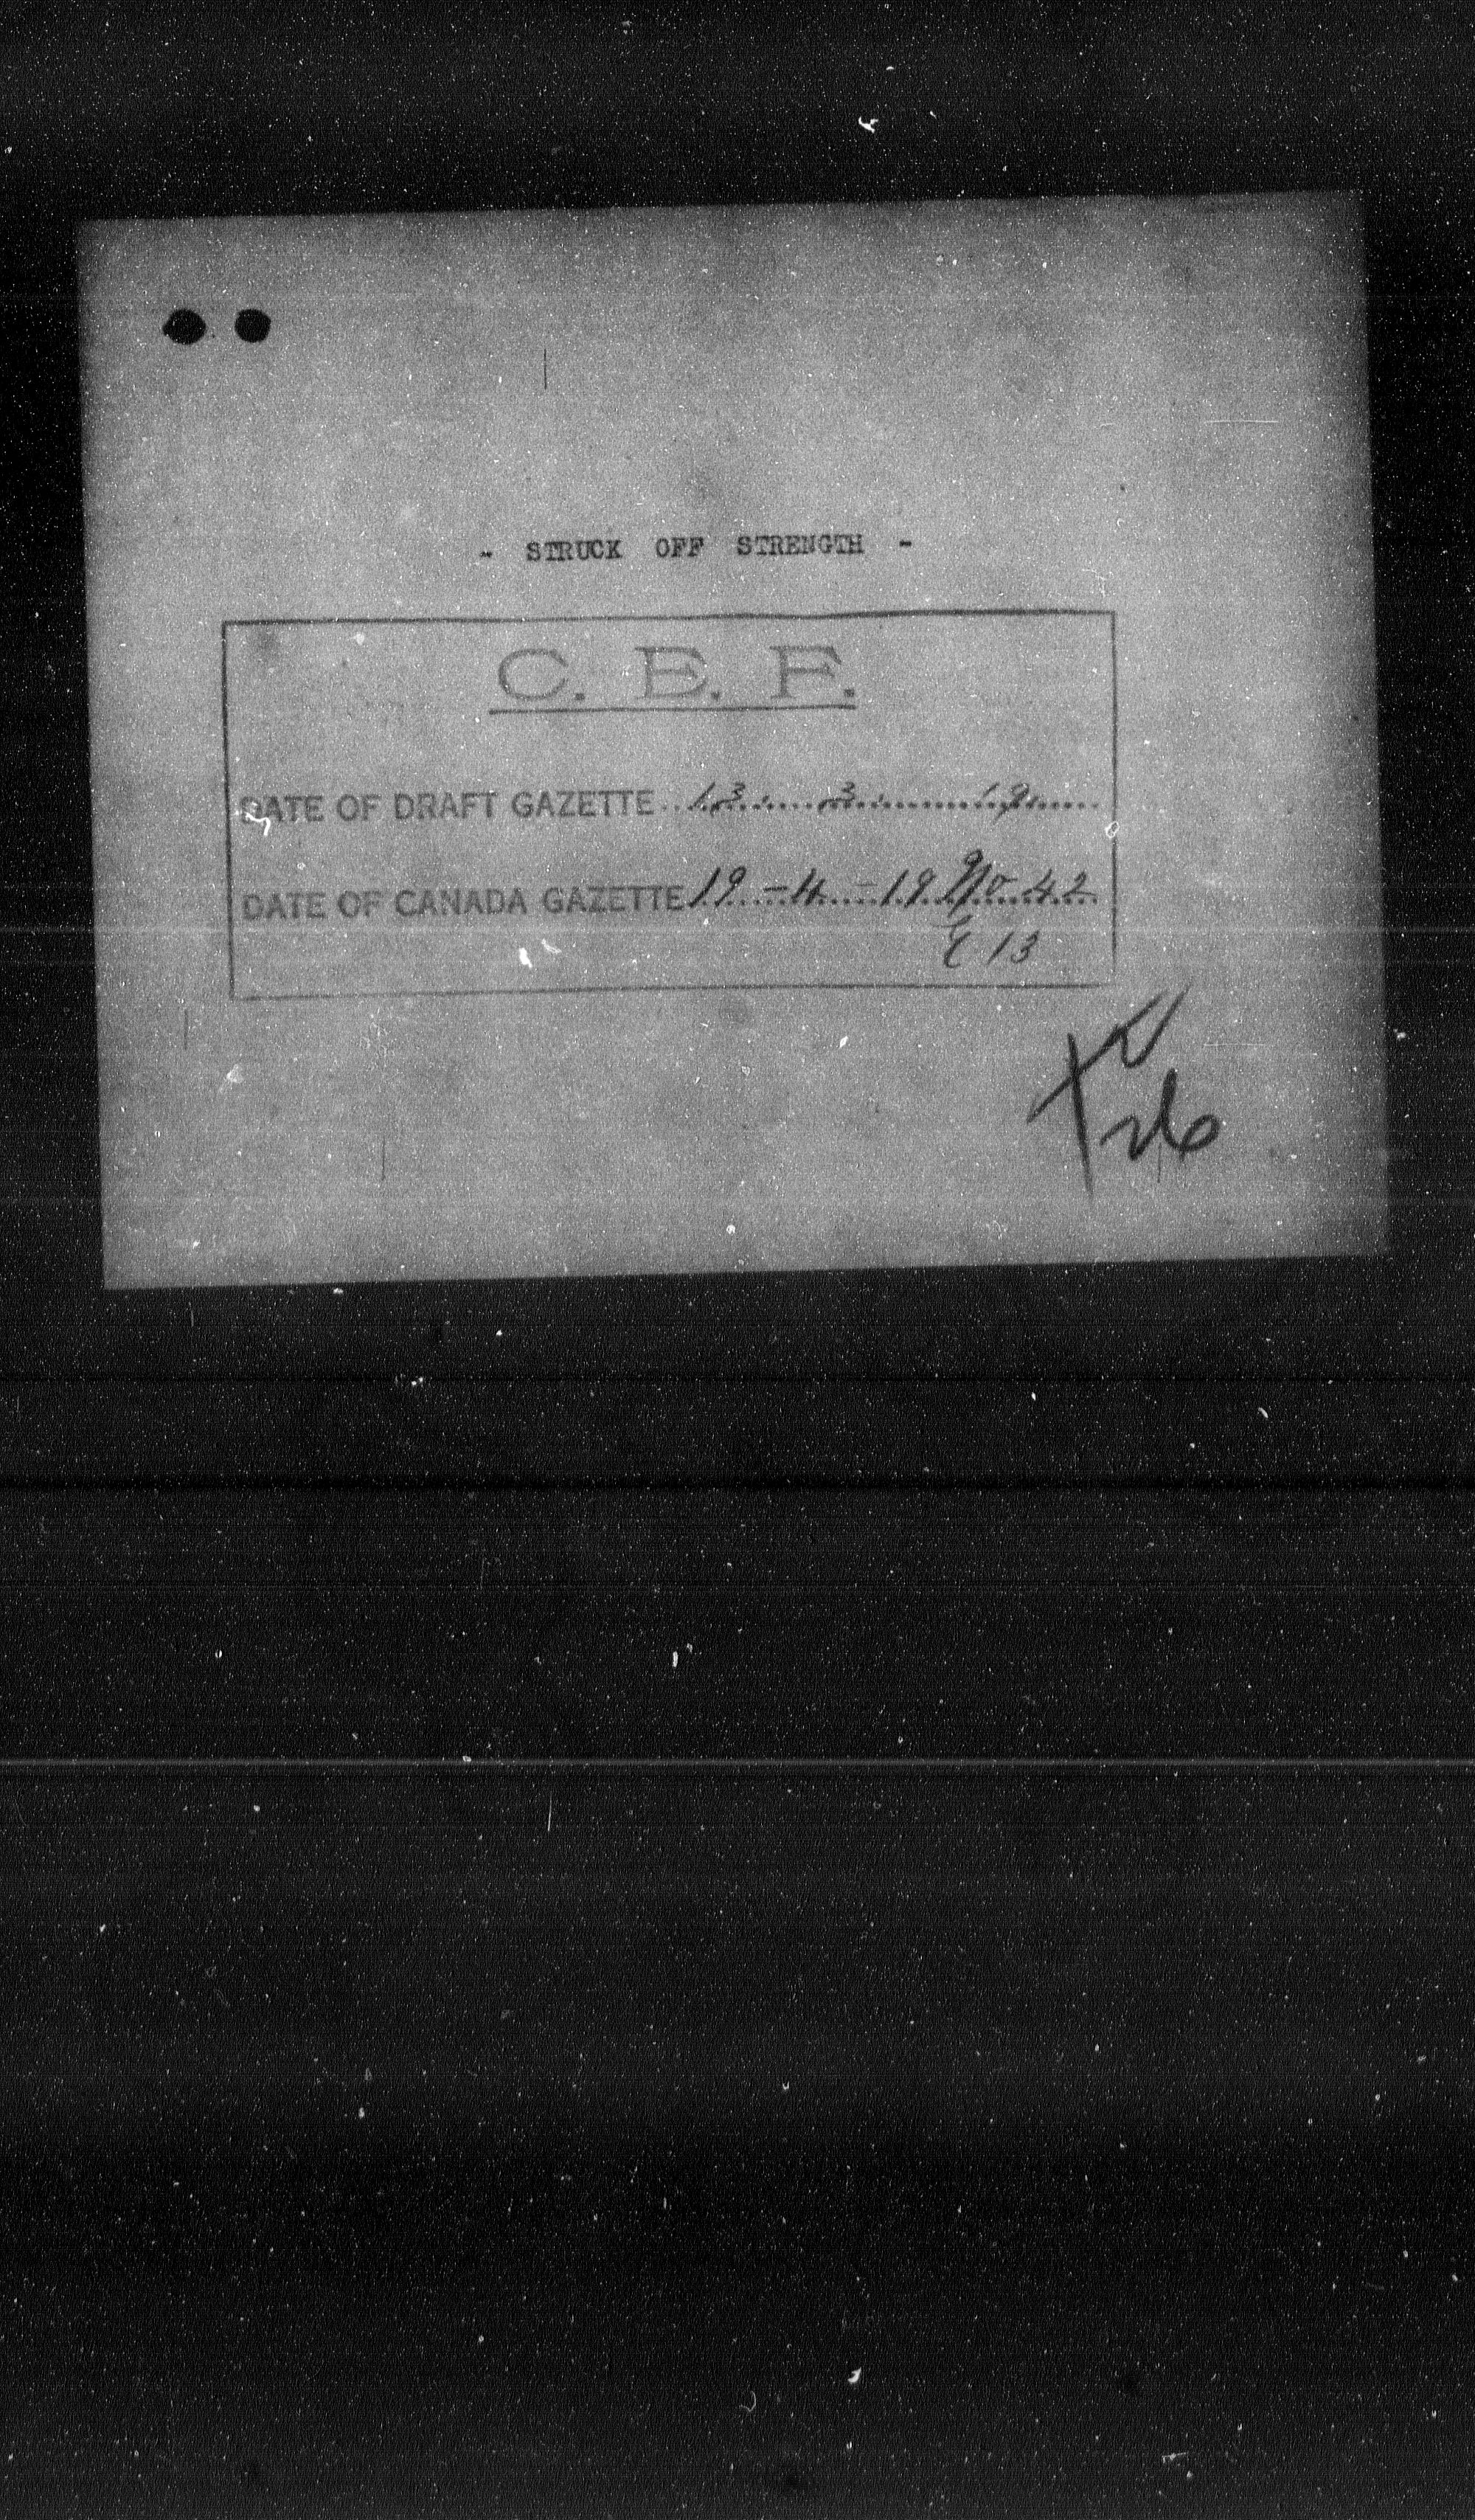 - STRUCK OFF STRENGTH -
C. E. F.
DATE OF DRAFT GAZETTE 13. 3. 19.
DATE OF CANADA GAZETTE 19-4-19 No 42
E 13